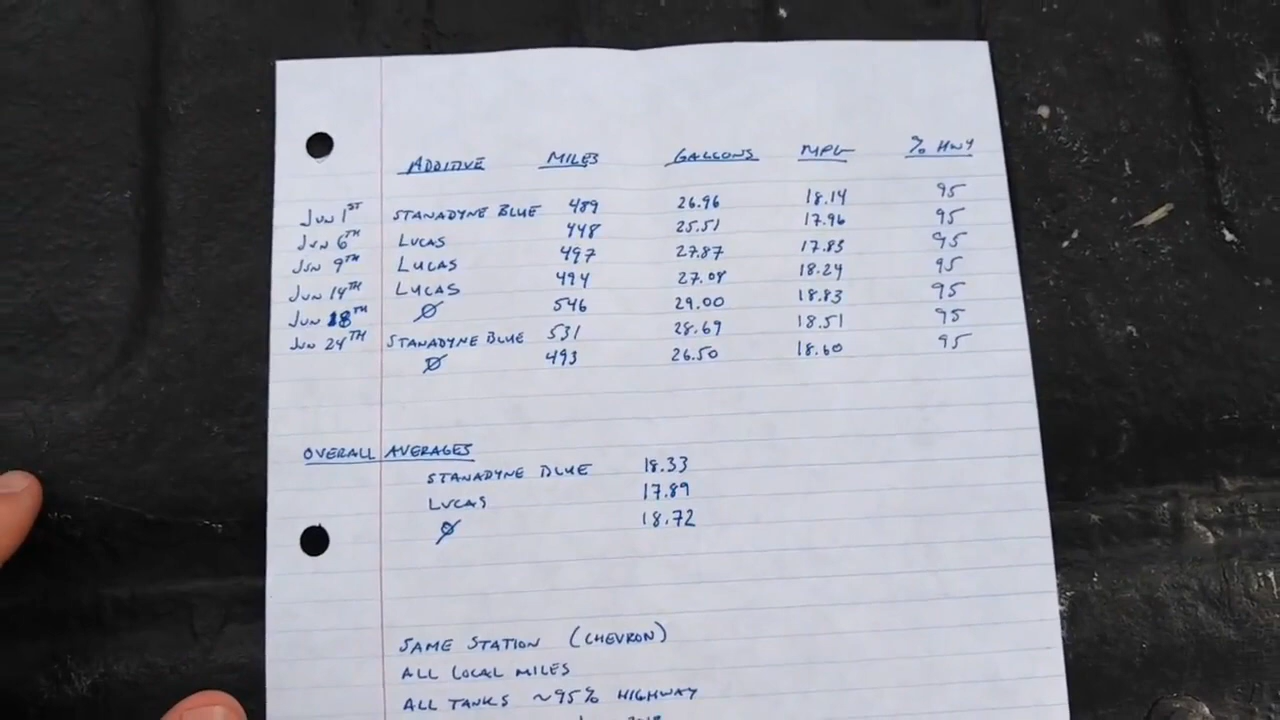 ADDITIVE MILES GALLONS MPG % HWY
JUN 1ST STANADYNE BLUE 489 26.96 18.14 95
JUN 6TH LUCAS 448 25.51 17.96 95
JUN 9TH LUCAS 497 27.87 17.83 95
JUN 14TH LUCAS 494 27.08 18.24 95
JUN 18TH Ø 546 29.00 18.83 95
JUN 24TH STANADYNE BLUE 531 28.69 18.51 95
Ø 493 26.50 18.60 95
OVERALL AVERAGES
STANADYNE BLUE 18.33
LUCAS 17.89
Ø 18.72
SAME STATION (CHEVRON)
ALL LOCAL MILES
ALL TANKS ~95% HIGHWAY